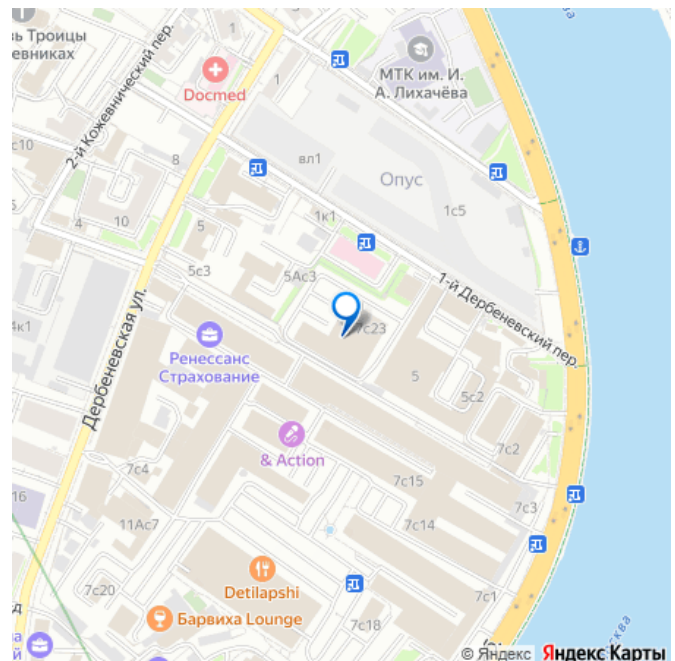 ь Троицы
евниках
2-й Кожевнический пер.
Docmed
МТК им. И.
А. Лихачёва
1
вл1
Опус
с10
8
4
10
5
1к1
1с5
5с3
5Ас3
1-й Дербеневский пер.
Дербеневская ул.
4к1
7с23
Ренессанс
Страхование
5
5с2
& Action
7с2
7с4
7с15
16
11Ас7
7с14
7с3
Detilapshi
7с20
Барвиха Lounge
7с18
7с1
© Яндекс Яндекс Карты